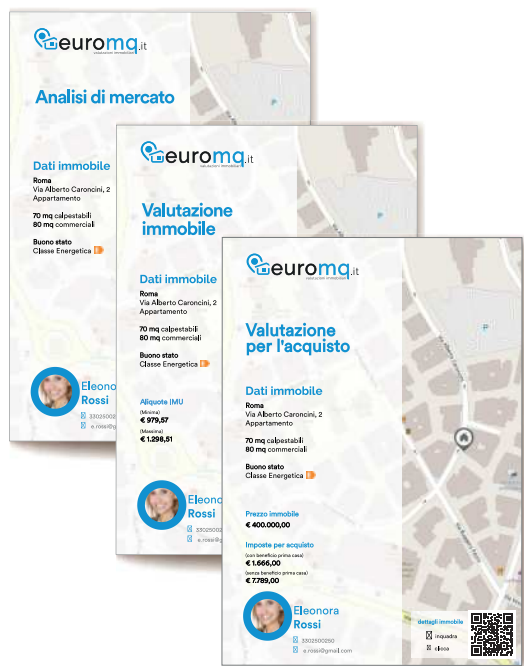 euromq.it
valutazioni immobiliari
Analisi di mercato
Dati immobile
Roma
Via Alberto Caroncini, 2
Appartamento
70 mq calpestabili
80 mq commerciali
Buono stato
Classe Energetica
Rossi
euromq.it
valutazioni immobiliari
Valutazione
immobile
Dati immobile
Roma
Via Alberto Caroncini, 2
Appartamento
70 mq calpestabili
80 mq commerciali
Buono stato
Classe Energetica
Aliquote IMU
(Minima)
€ 979,57
(Massima)
€ 1.298,51
Rossi
euromq.it
valutazioni immobiliari
Valutazione
per l'acquisto
Dati immobile
Roma
Via Alberto Caroncini, 2
Appartamento
70 mq calpestabili
80 mq commerciali
Buono stato
Classe Energetica
Prezzo immobile
€ 400.000,00
Imposte per acquisto
(con beneficio prima casa)
€ 1.666,00
(senza beneficio prima casa)
€ 7.789,00
Eleonora
Rossi
3302500250
e.rossi@gmail.com
P
P
P
Via Alberto Caroncini
Via Ruggero Fauro
dettagli immobile
inquadra
clicca